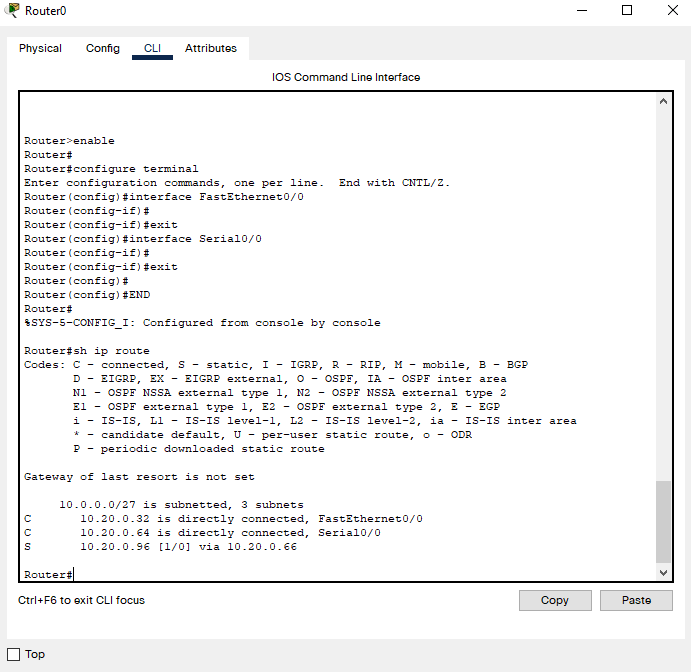 Router0
Physical Config CLI Attributes
IOS Command Line Interface
Router>enable
Router#
Router#configure terminal
Enter configuration commands, one per line.  End with CNTL/Z.
Router(config)#interface FastEthernet0/0
Router(config-if)#
Router(config-if)#exit
Router(config)#interface Serial0/0
Router(config-if)#
Router(config-if)#exit
Router(config)#
Router(config)#END
Router#
%SYS-5-CONFIG_I: Configured from console by console
Router#sh ip route
Codes: C - connected, S - static, I - IGRP, R - RIP, M - mobile, B - BGP
       D - EIGRP, EX - EIGRP external, O - OSPF, IA - OSPF inter area
       N1 - OSPF NSSA external type 1, N2 - OSPF NSSA external type 2
       E1 - OSPF external type 1, E2 - OSPF external type 2, E - EGP
       i - IS-IS, L1 - IS-IS level-1, L2 - IS-IS level-2, ia - IS-IS inter area
       * - candidate default, U - per-user static route, o - ODR
       P - periodic downloaded static route
Gateway of last resort is not set
     10.0.0.0/27 is subnetted, 3 subnets
C       10.20.0.32 is directly connected, FastEthernet0/0
C       10.20.0.64 is directly connected, Serial0/0
S       10.20.0.96 [1/0] via 10.20.0.66
Router#
Ctrl+F6 to exit CLI focus Copy Paste
Top